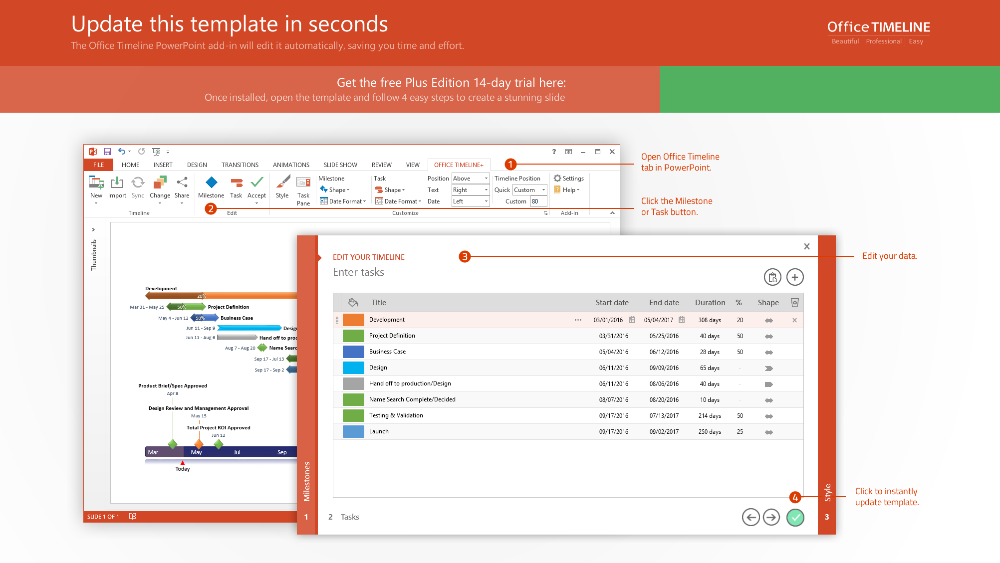 Update this template in seconds
The Office Timeline PowerPoint add-in will edit it automatically, saving you time and effort.
Office TIMELINE
Beautiful | Professional | Easy
Get the free Plus Edition 14-day trial here:
Once installed, open the template and follow 4 easy steps to create a stunning slide
FILE HOME INSERT DESIGN TRANSITIONS ANIMATIONS SLIDE SHOW REVIEW VIEW OFFICE TIMELINE+
1
Open Office Timeline
tab in PowerPoint.
Milestone Task Position Above Timeline Position Settings
Shape Shape Text Right Quick Custom Help
New Import Sync Change Share Milestone Task Accept Style Task
Pane
Date Format Date Format Date Left Custom 80
2
Click the Milestone
or Task button.
Timeline Edit Customize Add-In
Thumbnails
Development
20%
Mar 31 - May 25 50% Project Definition
May 4 - Jun 12 50% Business Case
Jun 11 - Sep 9 Desig
Jun 11 - Aug 6 Hand off to pro
Aug 7 - Aug 20 Name Searc
Sep 17 - Jul 13
Sep 17 - Sep 2
Product Brief/Spec Approved
Apr 8
Design Review and Management Approval
May 15
Total Project ROI Approved
Jun 12
Mar May Jul Sep
Today
SLIDE 1 OF 1
EDIT YOUR TIMELINE
3
Edit your data.
Enter tasks
Title Start date End date Duration % Shape
Development 03/01/2016 05/04/2017 308 days 20
Project Definition 03/31/2016 05/25/2016 40 days 50
Business Case 05/04/2016 06/12/2016 28 days 50
Design 06/11/2016 09/09/2016 65 days -
Hand off to production/Design 06/11/2016 08/06/2016 40 days -
Name Search Complete/Decided 08/07/2016 08/20/2016 10 days -
Testing & Validation 09/17/2016 07/13/2017 214 days 50
Launch 09/17/2016 09/02/2017 250 days 25
Milestones
1
2 Tasks
Style
3
4
Click to instantly
update template.